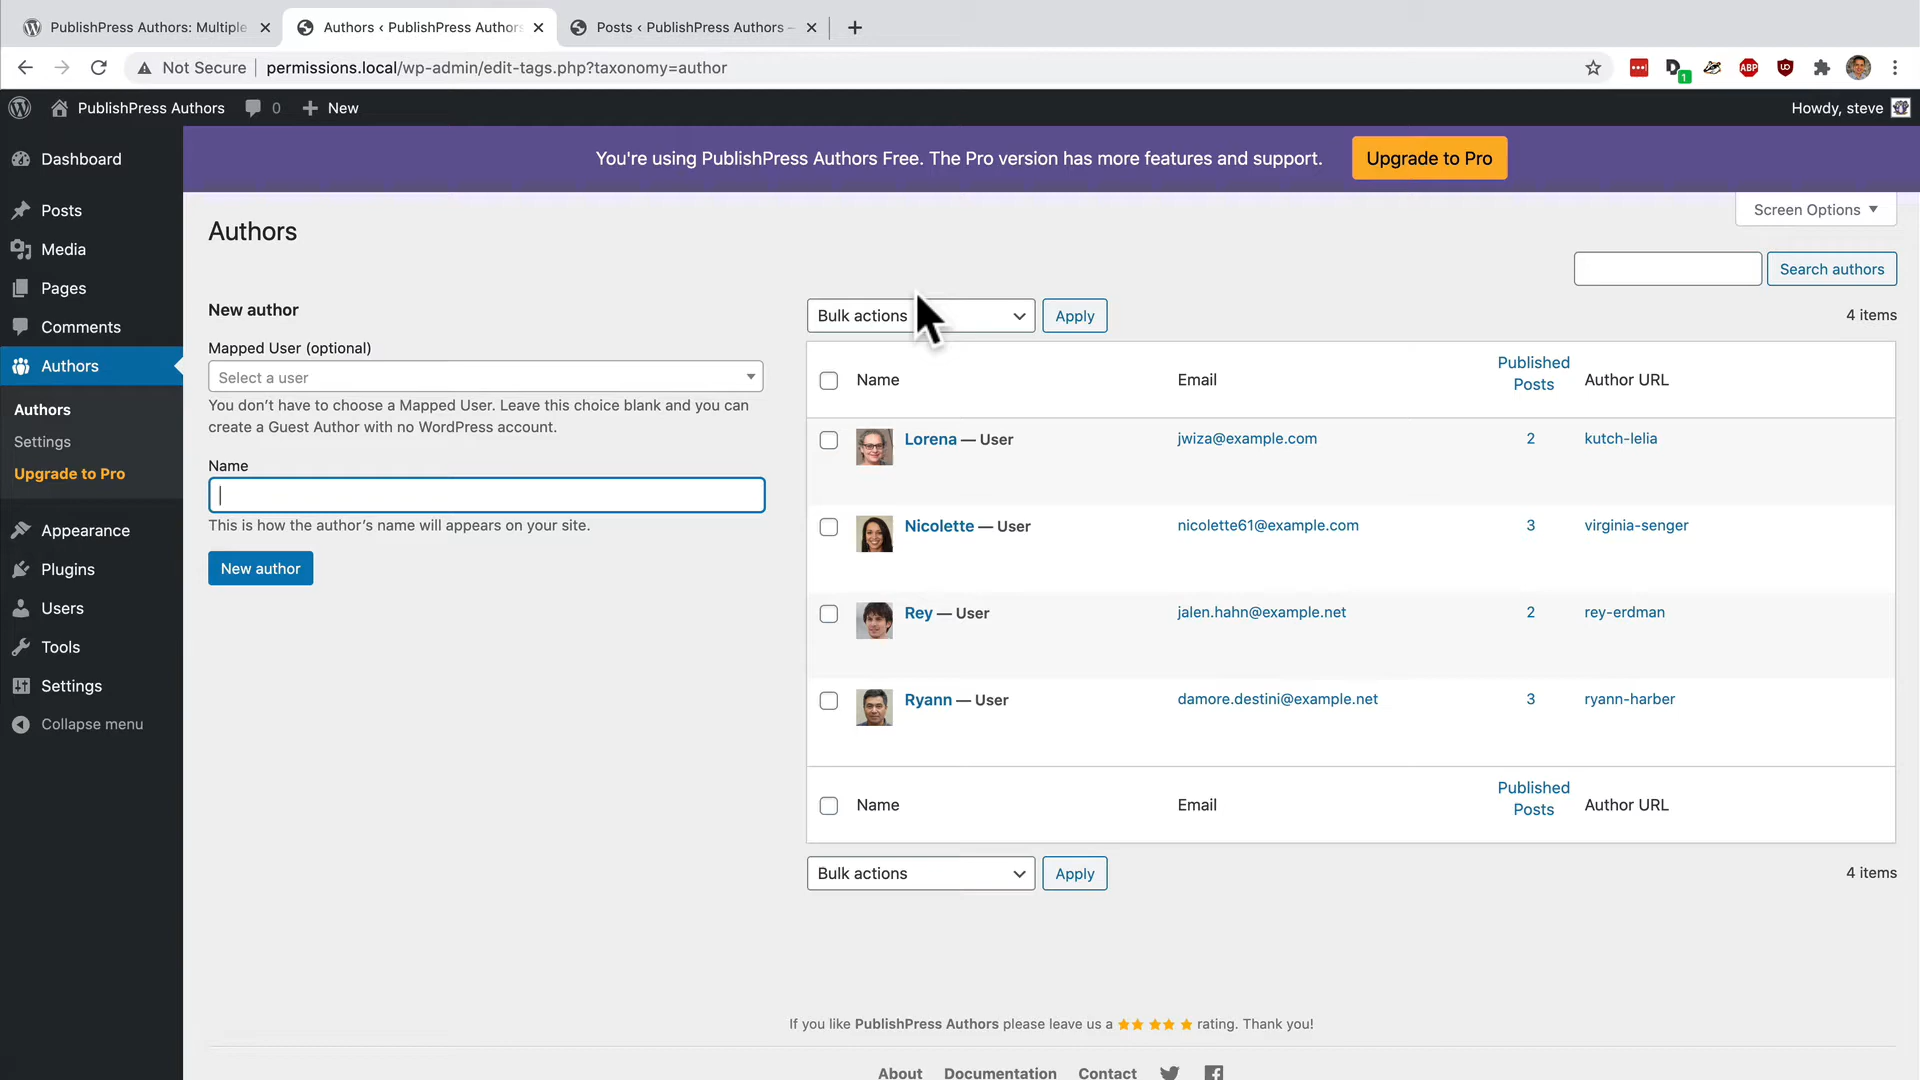 PublishPress Authors: Multiple
Authors ‹ PublishPress Authors
Posts ‹ PublishPress Authors –
Not Secure
permissions.local/wp-admin/edit-tags.php?taxonomy=author
1
ABP
PublishPress Authors
0
New
Howdy, steve
Dashboard
Posts
Media
Pages
Comments
Authors
Authors
Settings
Upgrade to Pro
Appearance
Plugins
Users
Tools
Settings
Collapse menu
You're using PublishPress Authors Free. The Pro version has more features and support.
Upgrade to Pro
Screen Options
Authors
Search authors
New author
Mapped User (optional)
Select a user
You don’t have to choose a Mapped User. Leave this choice blank and you can
create a Guest Author with no WordPress account.
Name
This is how the author’s name will appears on your site.
New author
Bulk actions
Apply
4 items
Name Email Published Posts Author URL
Lorena — User jwiza@example.com 2 kutch-lelia
Nicolette — User nicolette61@example.com 3 virginia-senger
Rey — User jalen.hahn@example.net 2 rey-erdman
Ryann — User damore.destini@example.net 3 ryann-harber
Name Email Published Posts Author URL
Bulk actions
Apply
4 items
If you like PublishPress Authors please leave us a ★★★★★ rating. Thank you!
About Documentation Contact